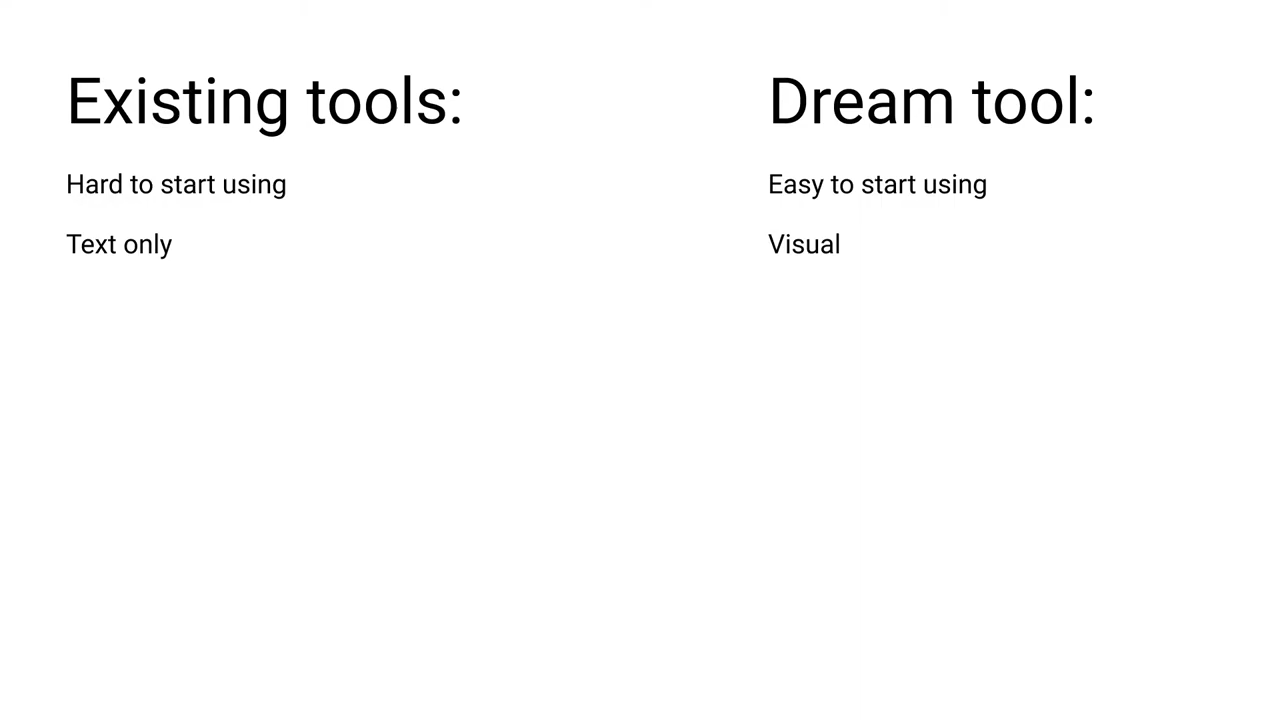 Existing tools:
Hard to start using
Text only
Dream tool:
Easy to start using
Visual